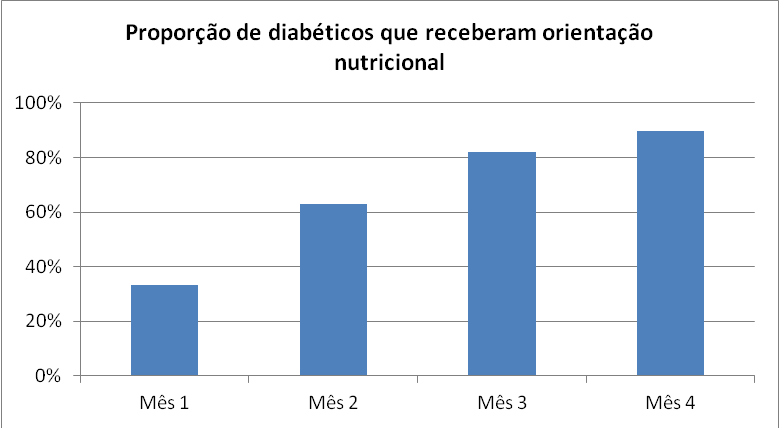 Proporção de diabéticos que receberam orientação
nutricional
100%
80%
60%
40%
20%
0%
Mês 1 Mês 2 Mês 3 Mês 4